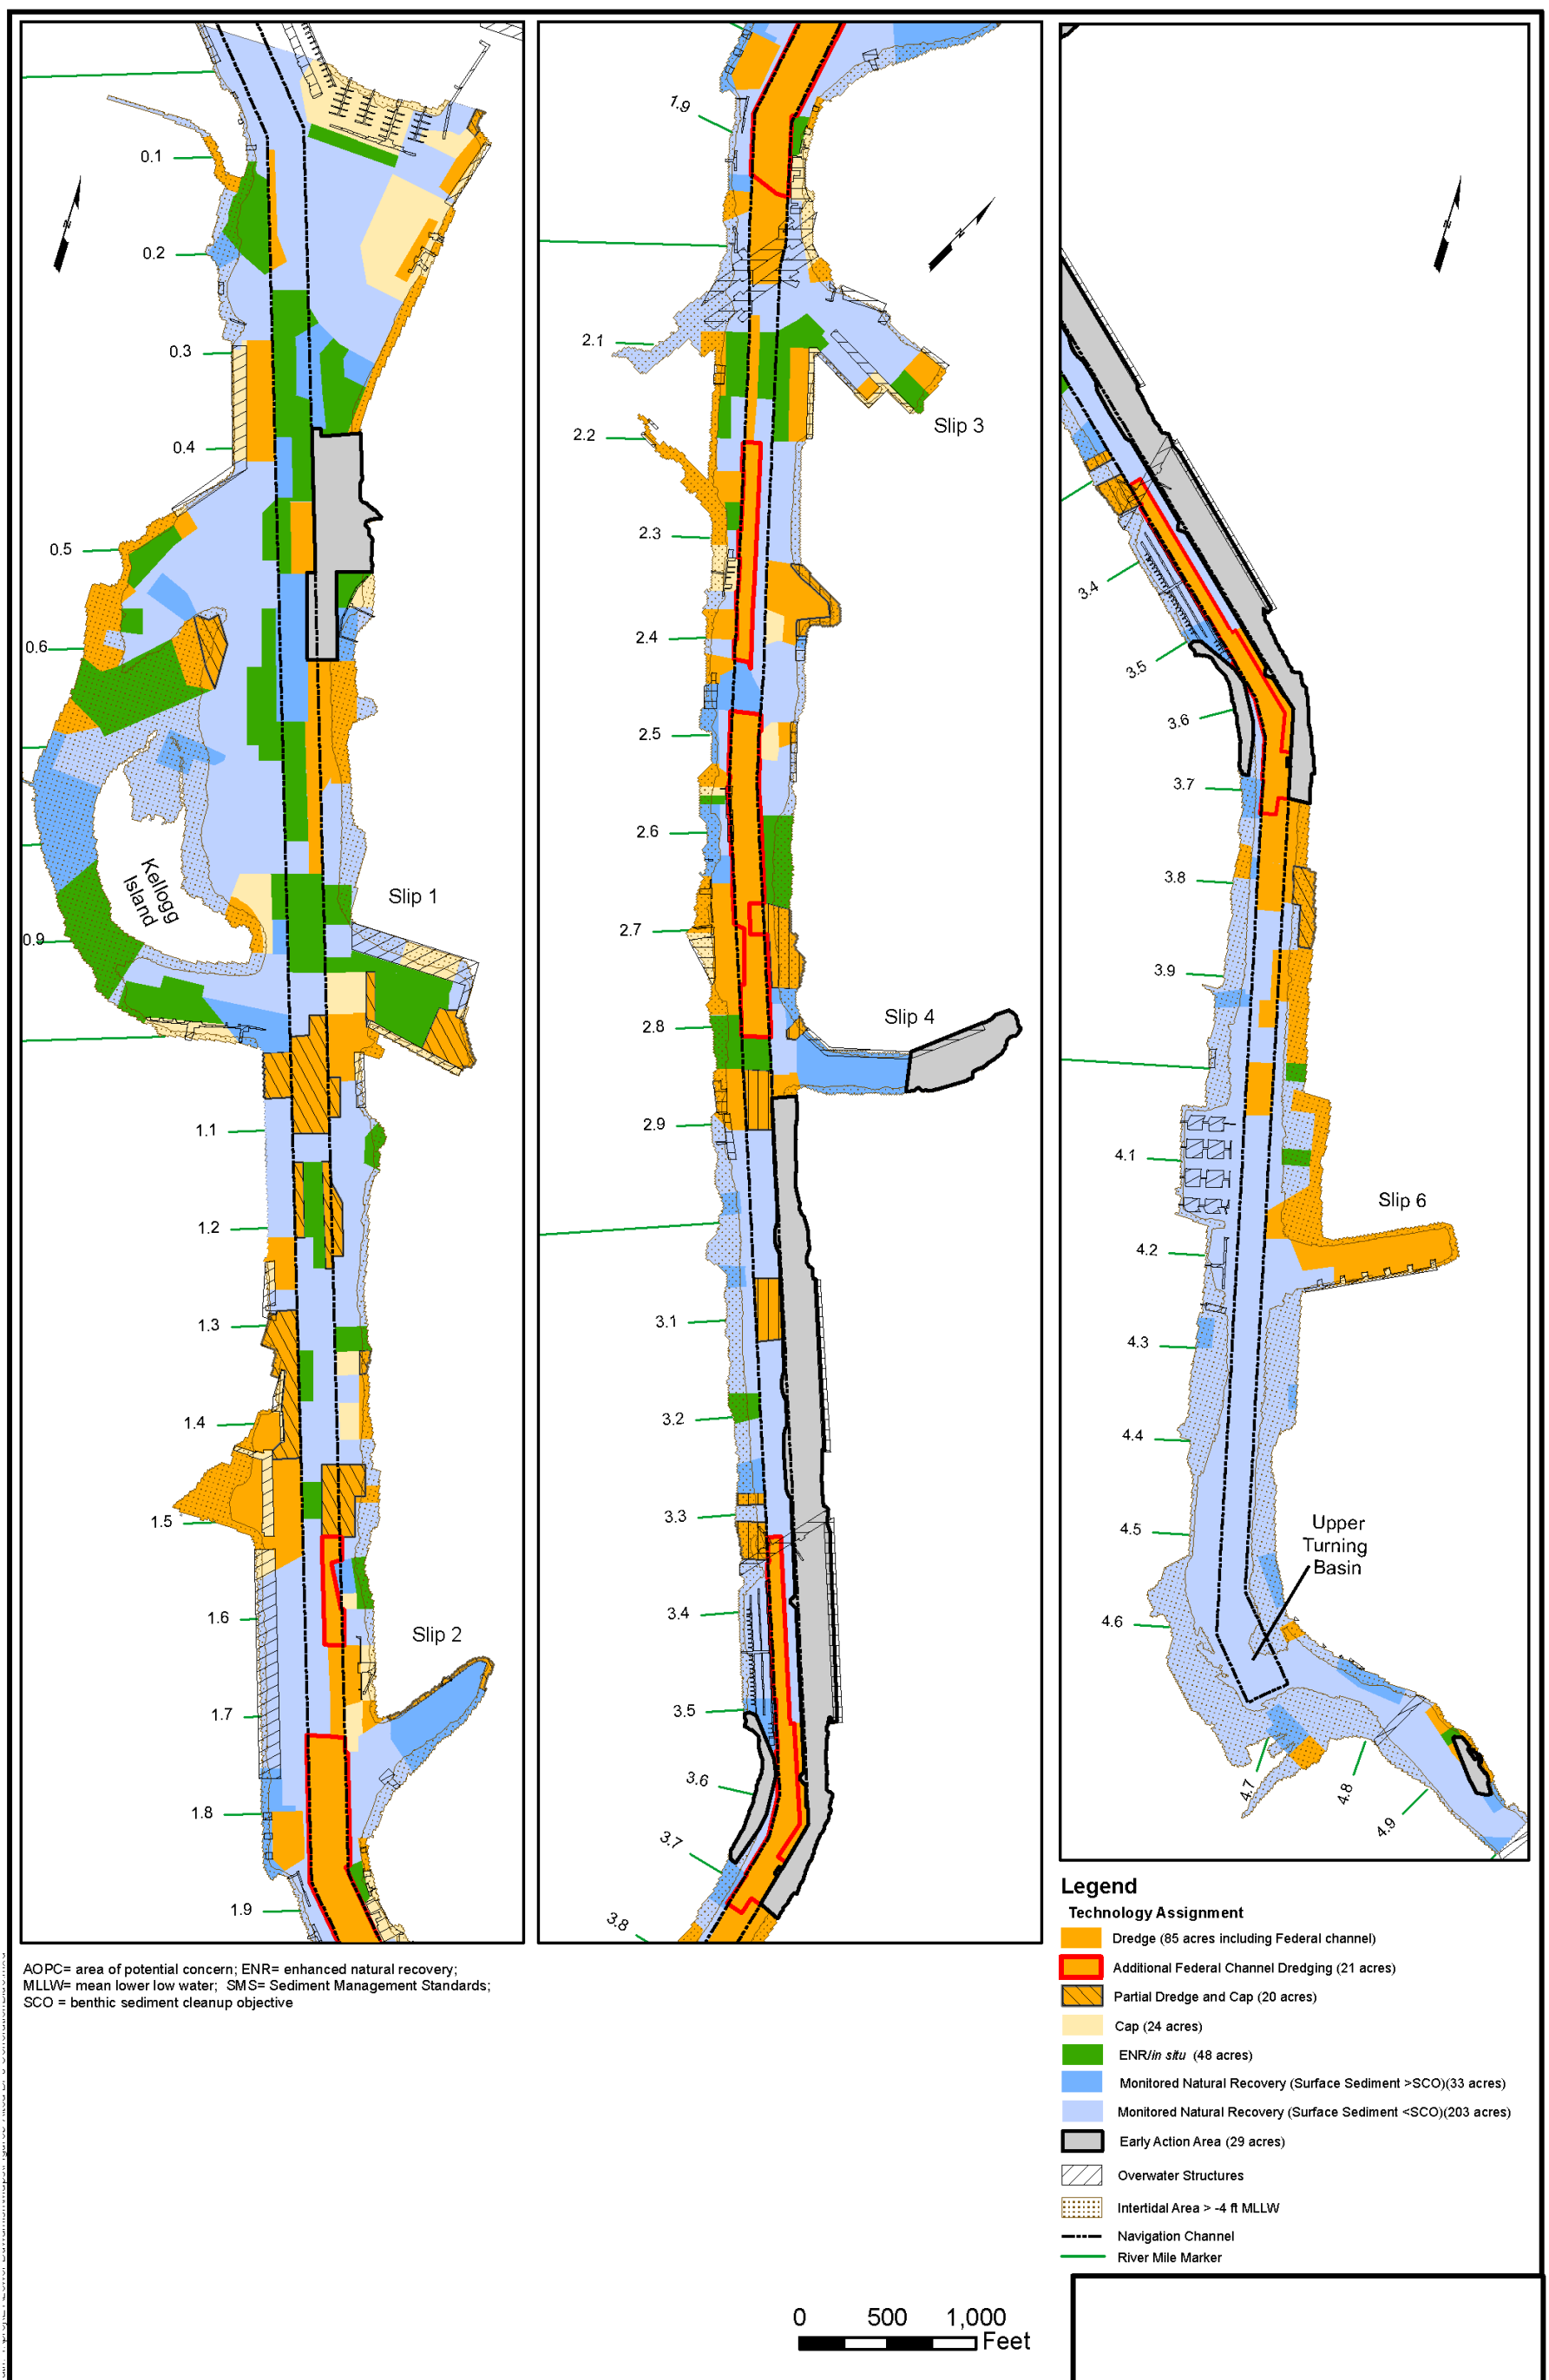 0.1
0.2
0.3
0.4
0.5
0.6
Kellogg
Island
Slip 1
0.9
1.1
1.2
1.3
1.4
1.5
1.6
Slip 2
1.7
1.8
1.9
N
1.9
N
2.1
2.2
Slip 3
2.3
2.4
2.5
2.6
2.7
2.8
Slip 4
2.9
3.1
3.2
3.3
3.4
3.5
3.6
3.7
3.8
N
3.4
3.5
3.6
3.7
3.8
3.9
4.1
Slip 6
4.2
4.3
4.4
4.5
Upper
Turning
Basin
4.6
4.7
4.8
4.9
Legend
Technology Assignment
Dredge (85 acres including Federal channel)
Additional Federal Channel Dredging (21 acres)
Partial Dredge and Cap (20 acres)
Cap (24 acres)
ENR/in situ (48 acres)
Monitored Natural Recovery (Surface Sediment >SCO)(33 acres)
Monitored Natural Recovery (Surface Sediment <SCO)(203 acres)
Early Action Area (29 acres)
Overwater Structures
Intertidal Area > -4 ft MLLW
Navigation Channel
River Mile Marker
AOPC= area of potential concern; ENR= enhanced natural recovery;
MLLW= mean lower low water; SMS= Sediment Management Standards;
SCO = benthic sediment cleanup objective
0 500 1,000
Feet